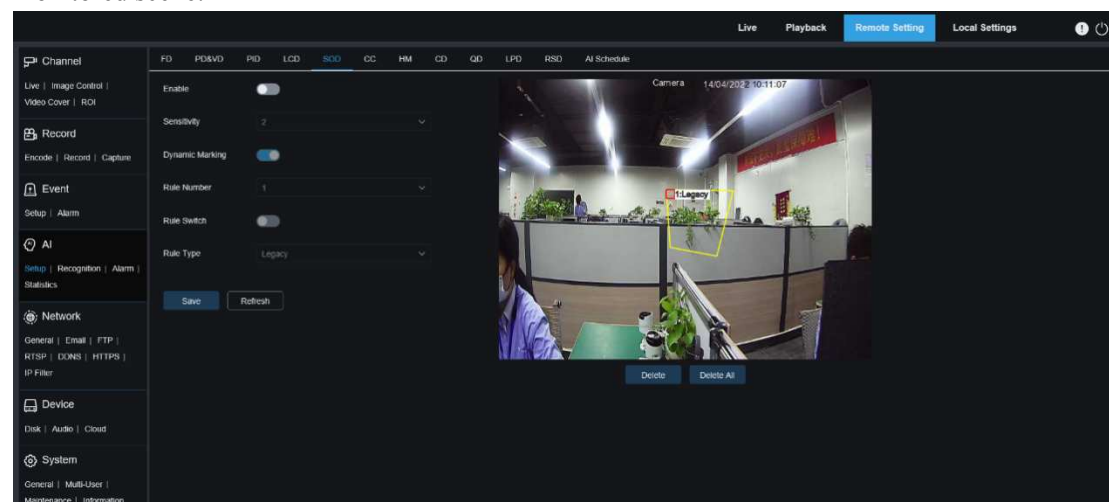 Live Playback Remote Setting Local Settings
Channel
Live | Image Control |
Video Cover | ROI
Record
Encode | Record | Capture
Event
Setup | Alarm
AI
Setup | Recognition | Alarm |
Statistics
Network
General | Email | FTP |
RTSP | DDNS | HTTPS |
IP Filter
Device
Disk | Audio | Cloud
System
General | Multi-User |
Maintenance | Information
FD PD&VD PID LCD SOD CC HM CD QD LPD RSD AI Schedule
Enable
Sensitivity 2
Dynamic Marking
Rule Number 1
Rule Switch
Rule Type Legacy
Save Refresh
Camera 14/04/2022 10:11:07
1:Legacy
Delete Delete All